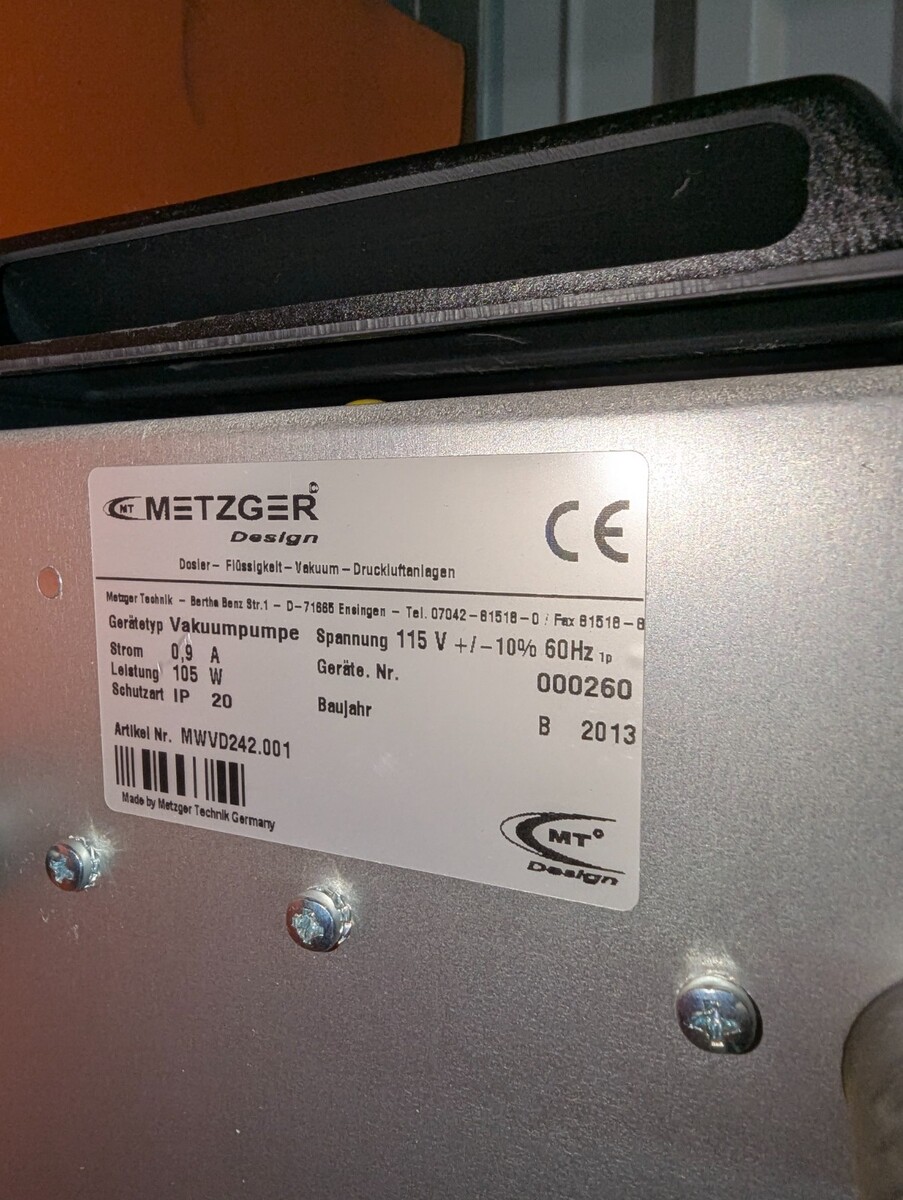 MT METZGER
Design
CE
Dosier- Flüssigkeit-Vakuum-Druckluftanlagen
Metzger Technik - Bertha Benz Str.1 - D-71665 Ensingen - Tel. 07042-81518-0 / Fax 81518-8
Gerätetyp Vakuumpumpe Spannung 115 V +/-10% 60Hz 1p
Strom 0,9 A
Leistung 105 W Geräte. Nr. 000260
Schutzart IP 20 Baujahr B 2013
Artikel Nr. MWVD242.001
Made by Metzger Technik Germany
MT
Design